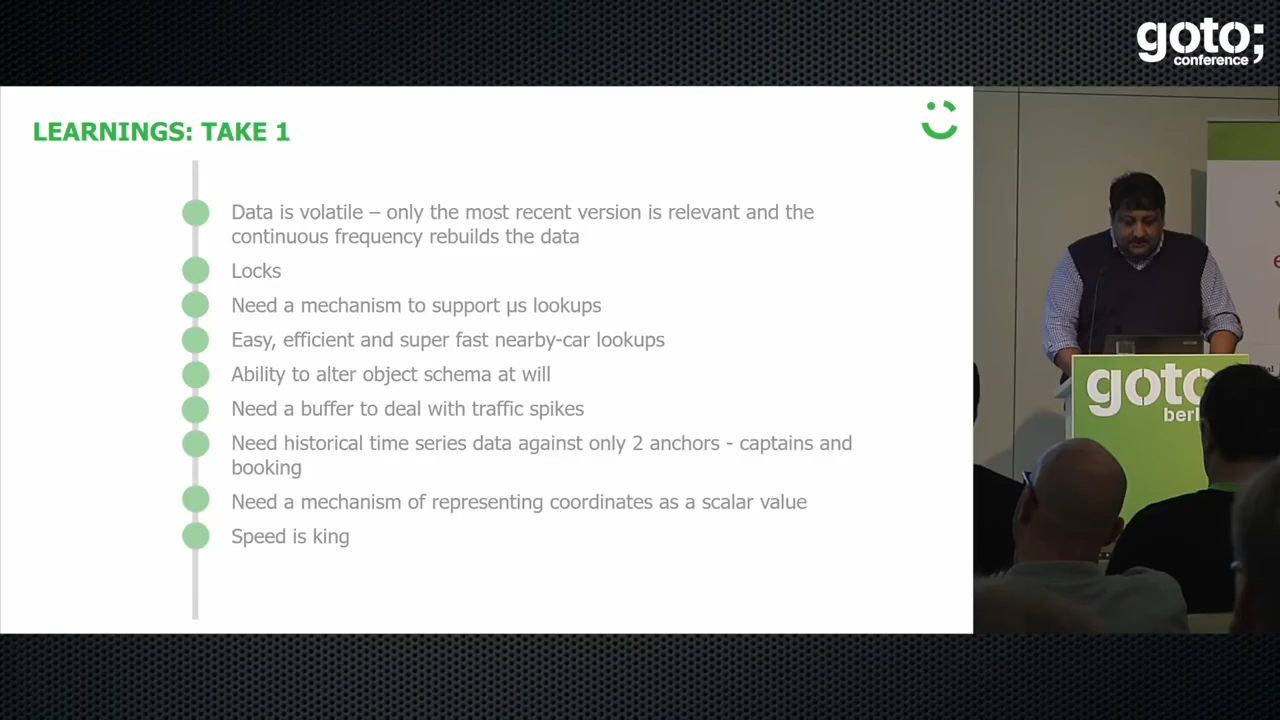 goto;
conference
LEARNINGS: TAKE 1
Data is volatile – only the most recent version is relevant and the
continuous frequency rebuilds the data
Locks
Need a mechanism to support µs lookups
Easy, efficient and super fast nearby-car lookups
Ability to alter object schema at will
Need a buffer to deal with traffic spikes
Need historical time series data against only 2 anchors - captains and
booking
Need a mechanism of representing coordinates as a scalar value
Speed is king
goto
berl